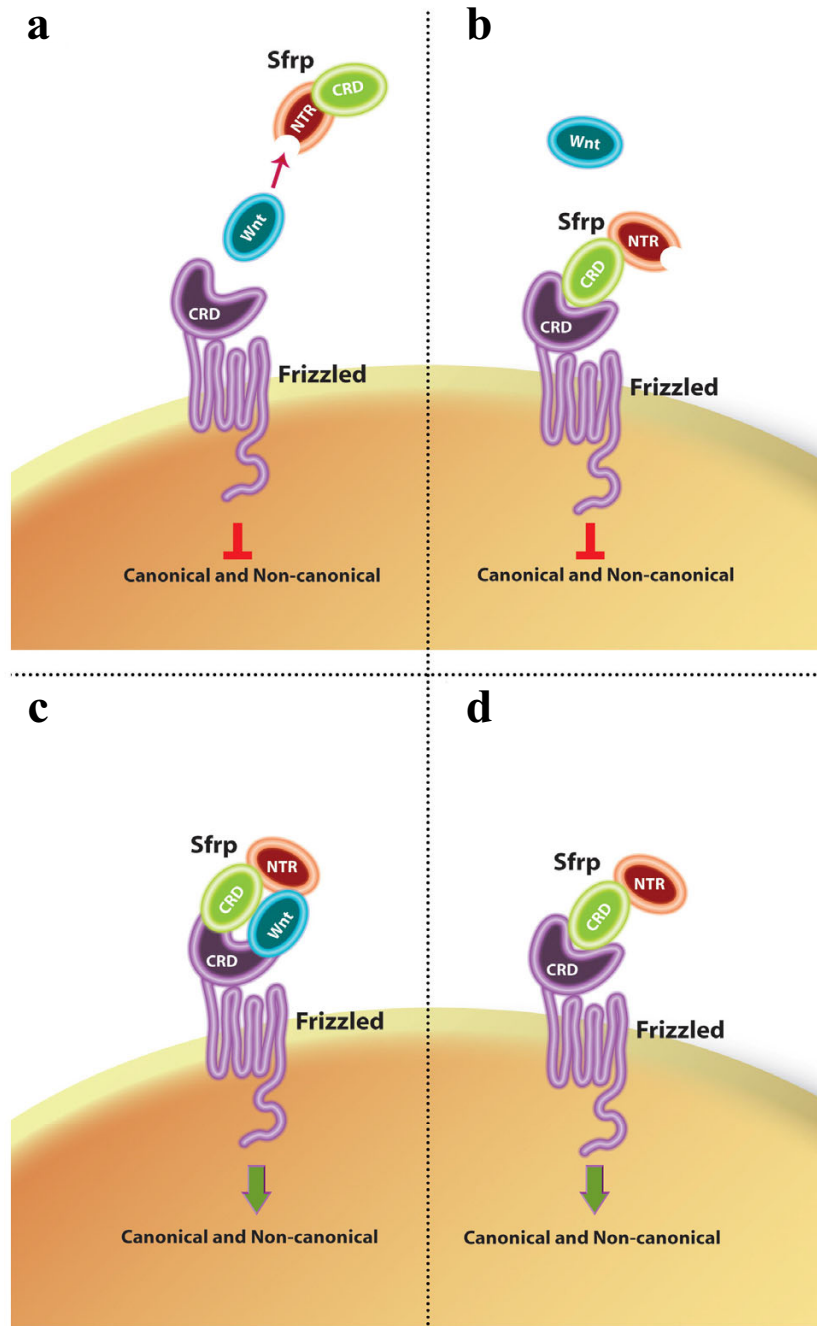 a
Sfrp
CRD
NTR
Wnt
CRD
Frizzled
Canonical and Non-canonical
b
Wnt
Sfrp
NTR
CRD
CRD
Frizzled
Canonical and Non-canonical
c
Sfrp
NTR
CRD
Wnt
CRD
Frizzled
Canonical and Non-canonical
d
Sfrp
NTR
CRD
CRD
Frizzled
Canonical and Non-canonical